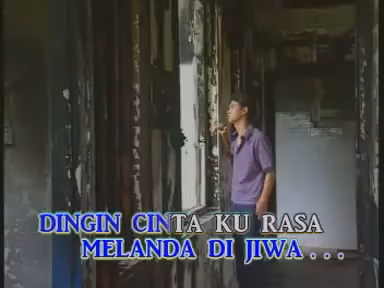 DINGIN CINTA KU RASA
MELANDA DI JIWA . . .